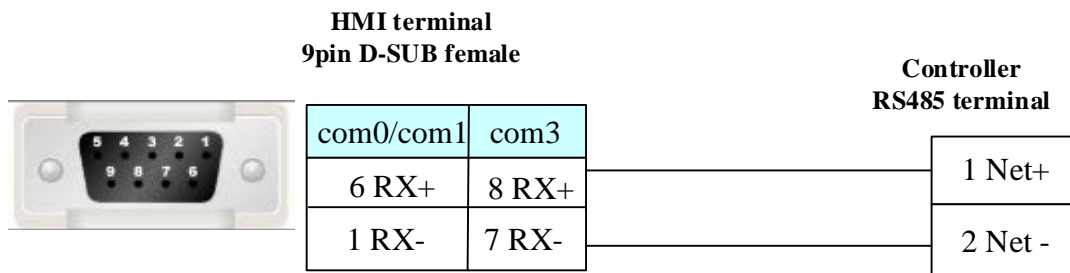 HMI terminal
9pin D-SUB female
Controller
RS485 terminal
5 4 3 2 1
9 8 7 6
com0/com1 com3
6 RX+ 8 RX+
1 RX- 7 RX-
1 Net+
2 Net -